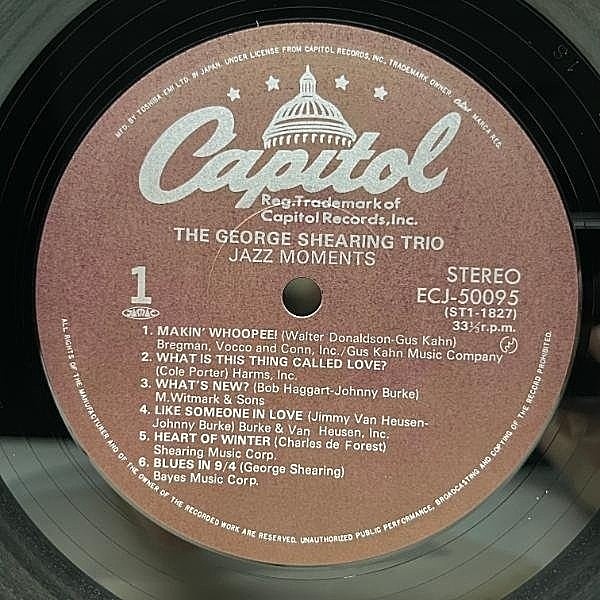 MFD. BY TOSHIBA EMI LTD. IN JAPAN, UNDER LICENSE FROM CAPITOL RECORDS, INC., TRADEMARK OWNER, Capitol MARCA REG.
Capitol
Reg. Trademark of
Capitol Records, Inc.
THE GEORGE SHEARING TRIO
JAZZ MOMENTS
1
STEREO
ECJ-50095
(ST1-1827)
33⅓ r.p.m.
1. MAKIN' WHOOPEE! (Walter Donaldson-Gus Kahn)
Bregman, Vocco and Conn, Inc./Gus Kahn Music Company
2. WHAT IS THIS THING CALLED LOVE?
(Cole Porter) Harms, Inc.
3. WHAT'S NEW? (Bob Haggart-Johnny Burke)
M.Witmark & Sons
4. LIKE SOMEONE IN LOVE (Jimmy Van Heusen-
Johnny Burke) Burke & Van Heusen, Inc.
5. HEART OF WINTER (Charles de Forest)
Shearing Music Corp.
6. BLUES IN 9/4 (George Shearing)
Bayes Music Corp.
ALL RIGHTS OF THE MANUFACTURER AND OF THE OWNER OF THE RECORDED WORK ARE RESERVED. UNAUTHORIZED PUBLIC PERFORMANCE, BROADCASTING AND COPYING OF THE RECORD PROHIBITED.